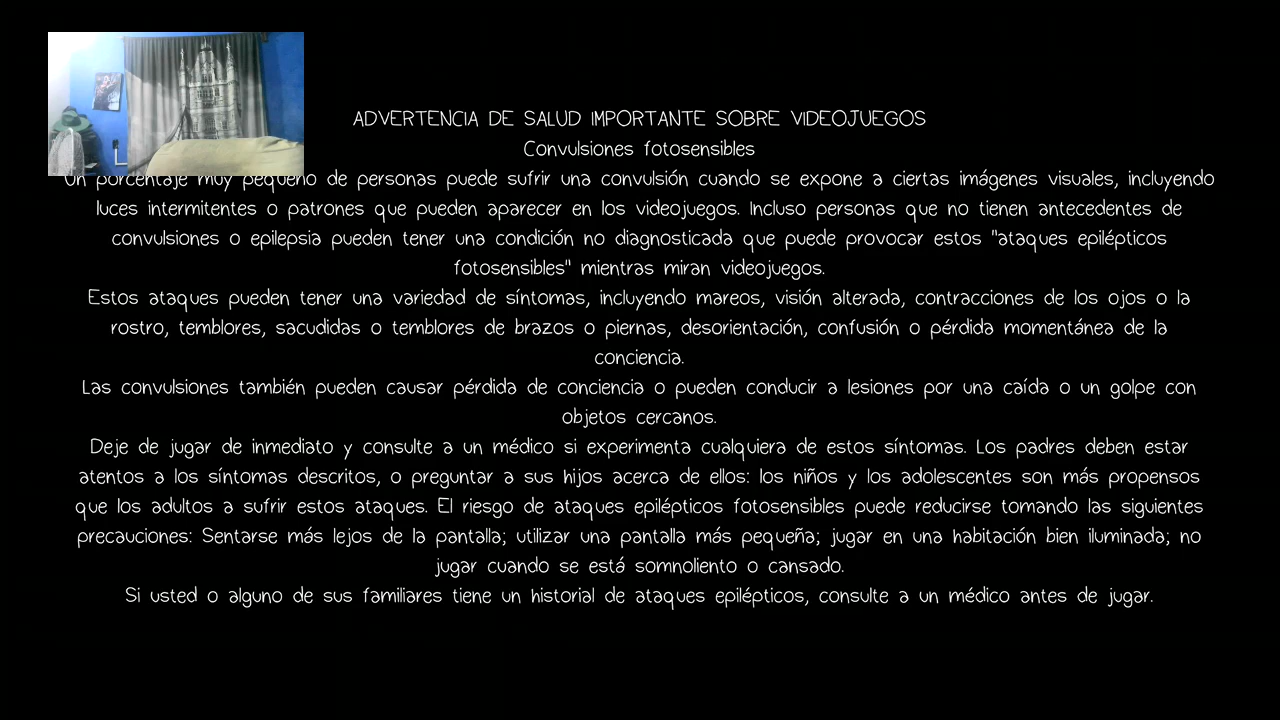 ADVERTENCIA DE SALUD IMPORTANTE SOBRE VIDEOJUEGOS
Convulsiones fotosensibles
Un porcentaje muy pequeño de personas puede sufrir una convulsión cuando se expone a ciertas imágenes visuales, incluyendo
luces intermitentes o patrones que pueden aparecer en los videojuegos. Incluso personas que no tienen antecedentes de
convulsiones o epilepsia pueden tener una condición no diagnosticada que puede provocar estos "ataques epilépticos
fotosensibles" mientras miran videojuegos.
Estos ataques pueden tener una variedad de síntomas, incluyendo mareos, visión alterada, contracciones de los ojos o la
rostro, temblores, sacudidas o temblores de brazos o piernas, desorientación, confusión o pérdida momentánea de la
conciencia.
Las convulsiones también pueden causar pérdida de conciencia o pueden conducir a lesiones por una caída o un golpe con
objetos cercanos.
Deje de jugar de inmediato y consulte a un médico si experimenta cualquiera de estos síntomas. Los padres deben estar
atentos a los síntomas descritos, o preguntar a sus hijos acerca de ellos: los niños y los adolescentes son más propensos
que los adultos a sufrir estos ataques. El riesgo de ataques epilépticos fotosensibles puede reducirse tomando las siguientes
precauciones: Sentarse más lejos de la pantalla; utilizar una pantalla más pequeña; jugar en una habitación bien iluminada; no
jugar cuando se está somnoliento o cansado.
Si usted o alguno de sus familiares tiene un historial de ataques epilépticos, consulte a un médico antes de jugar.